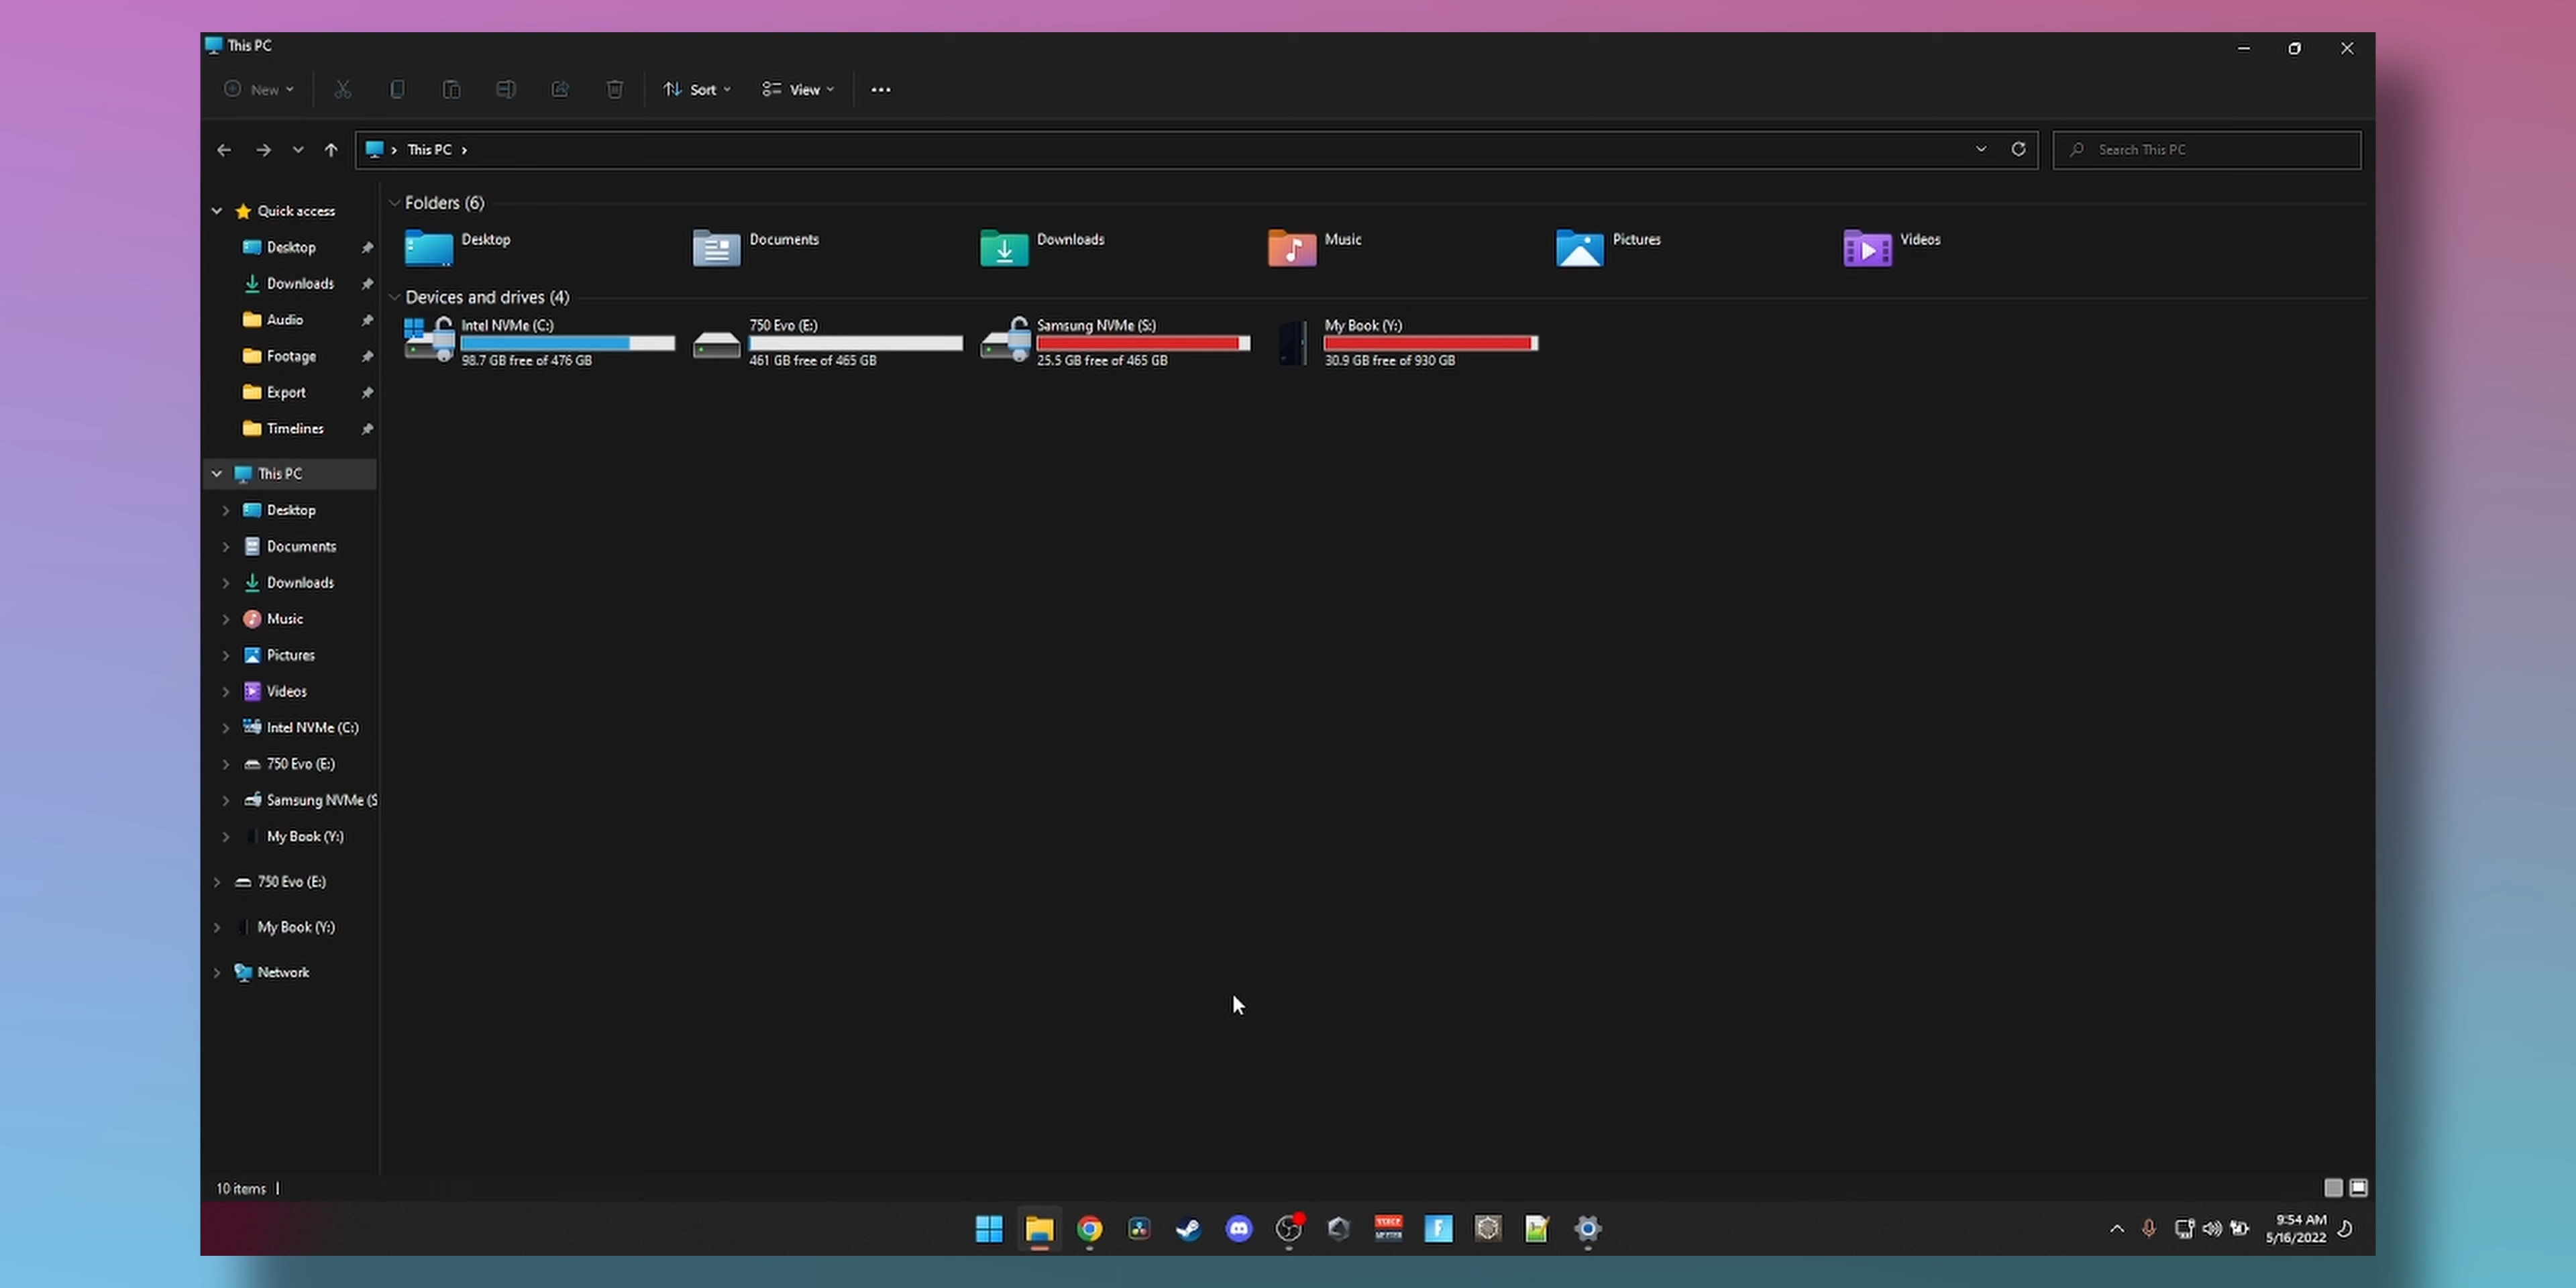 This PC
New
Sort
View
This PC
Search This PC
Quick access
Desktop
Downloads
Audio
Footage
Export
Timelines
This PC
Desktop
Documents
Downloads
Music
Pictures
Videos
Intel NVMe (C:)
750 Evo (E:)
Samsung NVMe (S
My Book (Y:)
750 Evo (E:)
My Book (Y:)
Network
Folders (6)
Desktop
Documents
Downloads
Music
Pictures
Videos
Devices and drives (4)
Intel NVMe (C:)
98.7 GB free of 476 GB
750 Evo (E:)
461 GB free of 465 GB
Samsung NVMe (S:)
25.5 GB free of 465 GB
My Book (Y:)
30.9 GB free of 930 GB
10 items
VOICE
F
9:54 AM
5/16/2022